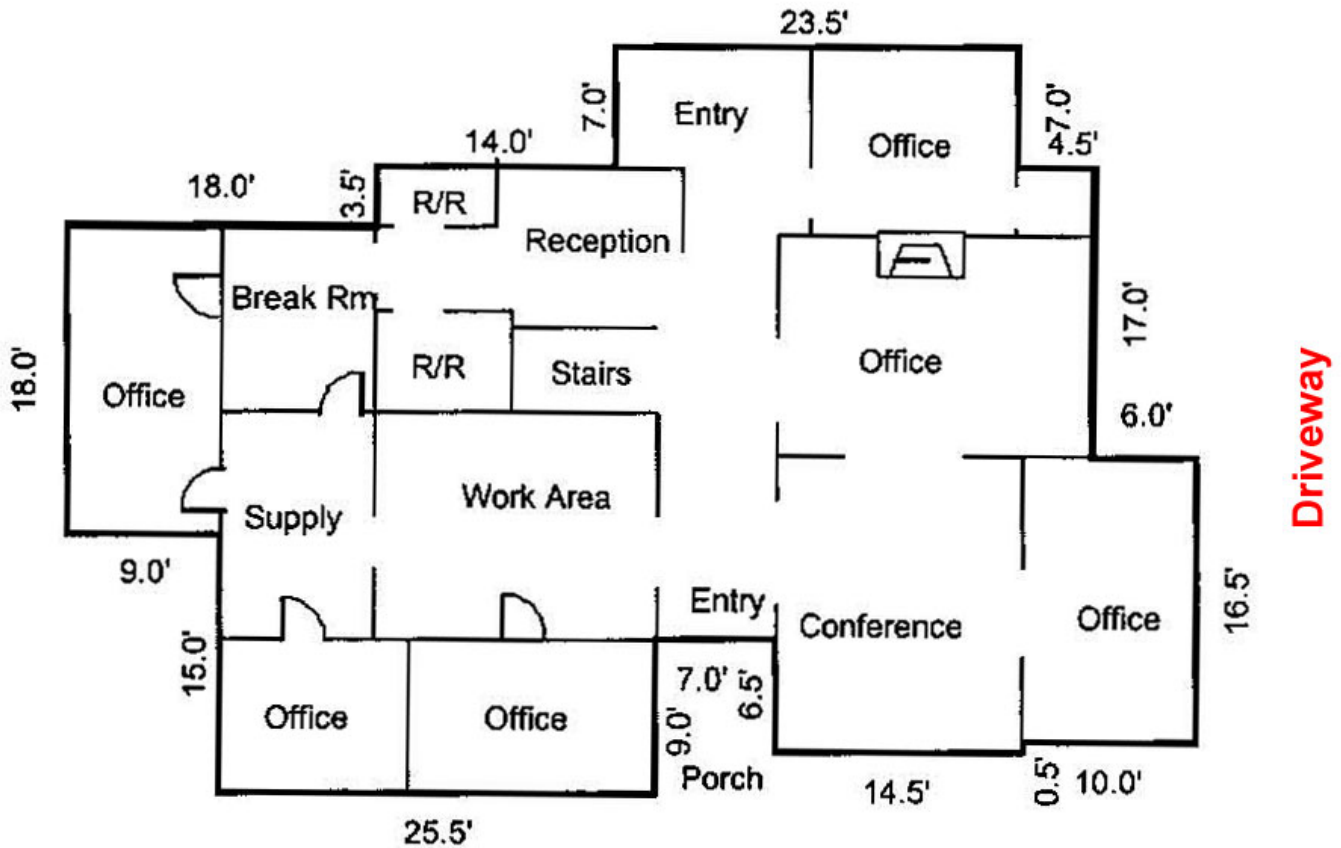 23.5'
7.0'
Entry
7.0'
14.0'
Office
4.5'
18.0'
3.5'
R/R
Reception
Break Rm
17.0'
18.0'
Office
R/R
Stairs
Office
6.0'
Driveway
Supply
Work Area
9.0'
Entry
Conference
Office
16.5'
15.0'
7.0'
6.5'
Office
Office
9.0'
Porch
14.5'
0.5'
10.0'
25.5'